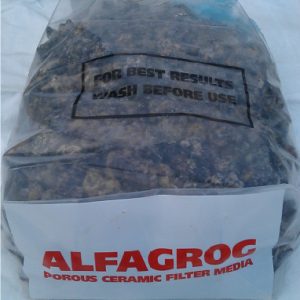 FOR BEST RESULTS
WASH BEFORE USE
ALFAGROG
POROUS CERAMIC FILTER MEDIA